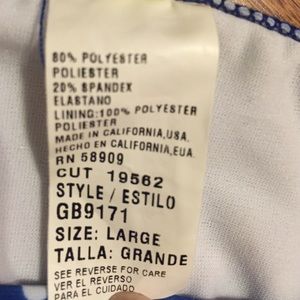 80% POLYESTER
POLIESTER
20% SPANDEX
ELASTANO
LINING:100% POLYESTER
POLIESTER
MADE IN CALIFORNIA,USA.
HECHO EN CALIFORNIA,EUA.
RN 58909
CUT 19562
STYLE / ESTILO
GB9171
SIZE: LARGE
TALLA: GRANDE
SEE REVERSE FOR CARE
VER EL REVERSO
PARA EL CUIDADO